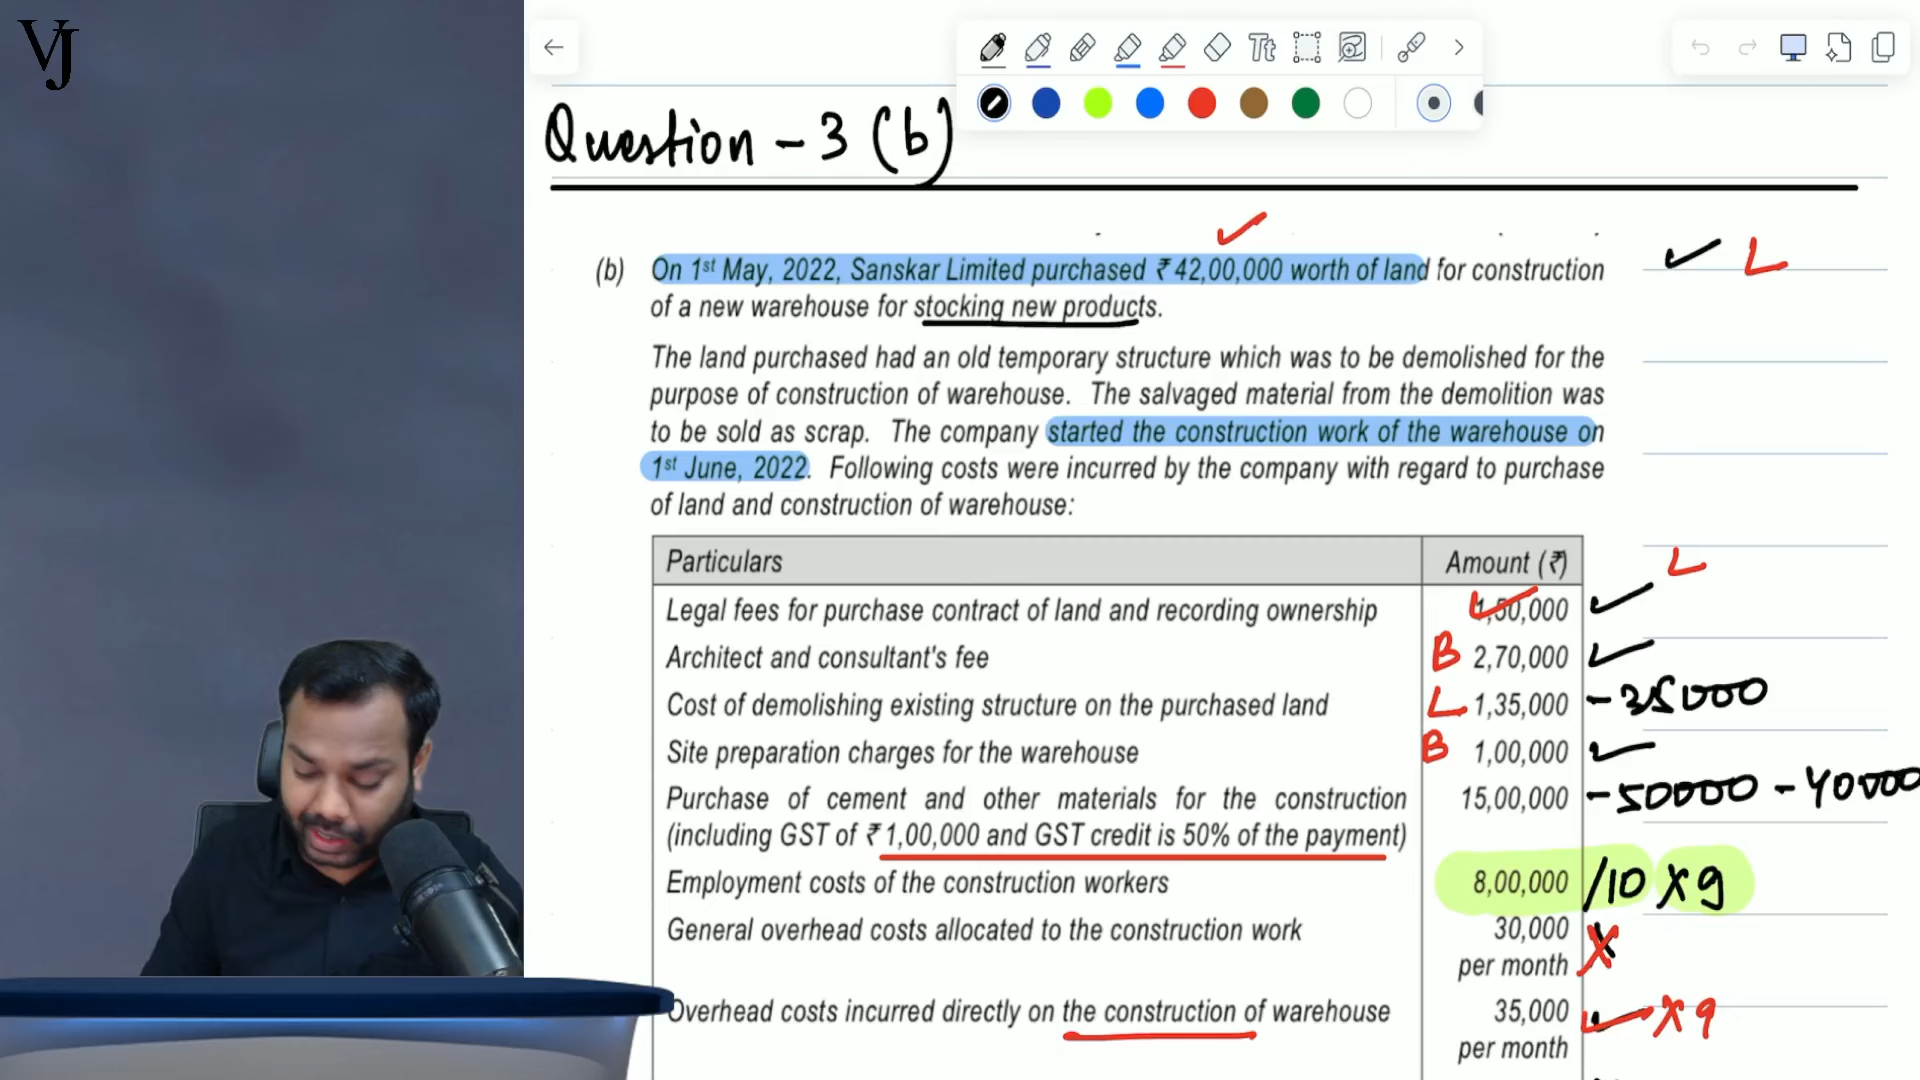 VJ
Question - 3 (b)
(b) On 1st May, 2022, Sanskar Limited purchased ₹ 42,00,000 worth of land for construction
of a new warehouse for stocking new products.
L
The land purchased had an old temporary structure which was to be demolished for the
purpose of construction of warehouse. The salvaged material from the demolition was
to be sold as scrap. The company started the construction work of the warehouse on
1st June, 2022. Following costs were incurred by the company with regard to purchase
of land and construction of warehouse:
Particulars Amount (₹)
L
Legal fees for purchase contract of land and recording ownership 1,50,000
Architect and consultant's fee B 2,70,000
Cost of demolishing existing structure on the purchased land L 1,35,000 - 35000
Site preparation charges for the warehouse B 1,00,000
Purchase of cement and other materials for the construction 15,00,000 - 50000 - 40000
(including GST of ₹ 1,00,000 and GST credit is 50% of the payment)
Employment costs of the construction workers 8,00,000 /10 x 9
General overhead costs allocated to the construction work 30,000
per month X
Overhead costs incurred directly on the construction of warehouse 35,000 x 9
per month